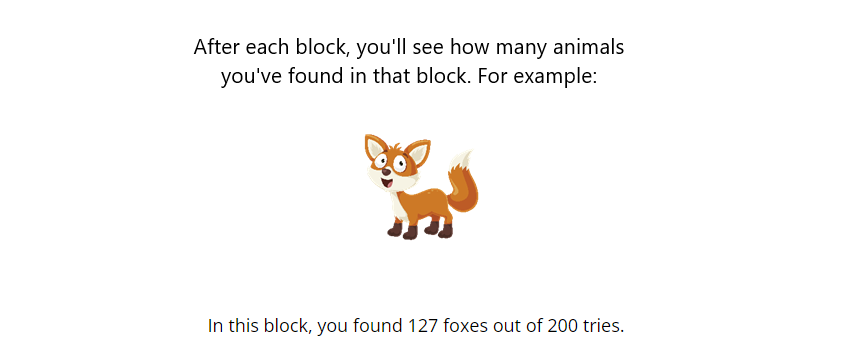 After each block, you'll see how many animals
you've found in that block. For example:
In this block, you found 127 foxes out of 200 tries.